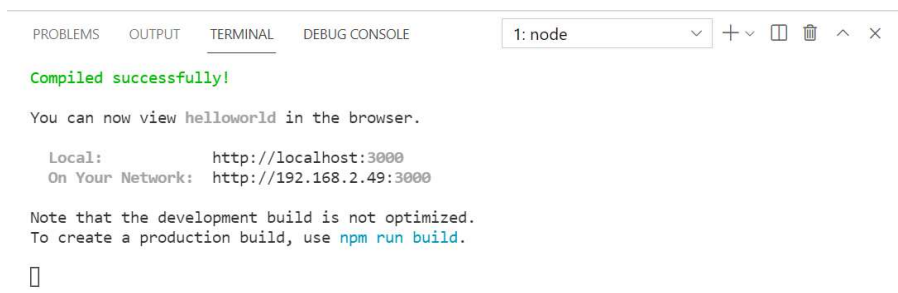 PROBLEMS OUTPUT TERMINAL DEBUG CONSOLE 1: node
Compiled successfully!
You can now view helloworld in the browser.
Local: http://localhost:3000
On Your Network: http://192.168.2.49:3000
Note that the development build is not optimized.
To create a production build, use npm run build.